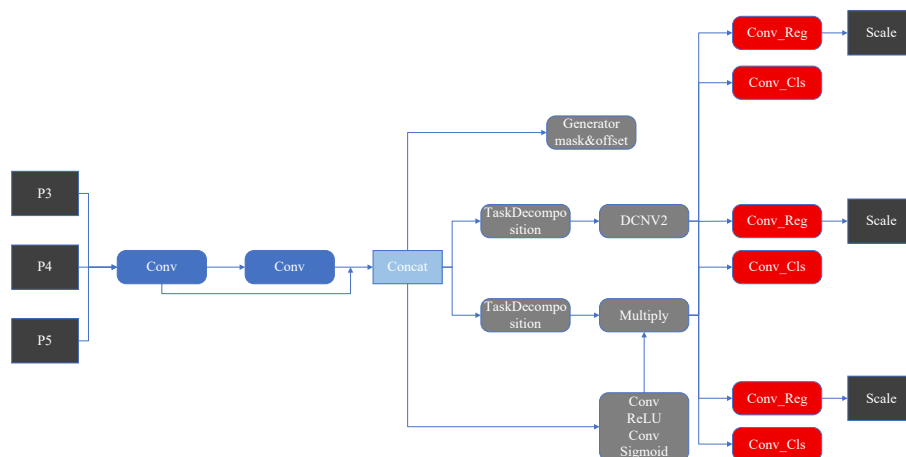 Conv_Reg
Scale
Conv_Cls
Generator
mask&offset
P3
TaskDecompo
sition
DCNV2
Conv_Reg
Scale
P4
Conv
Conv
Concat
Conv_Cls
TaskDecompo
sition
Multiply
P5
Conv
ReLU
Conv
Sigmoid
Conv_Reg
Scale
Conv_Cls